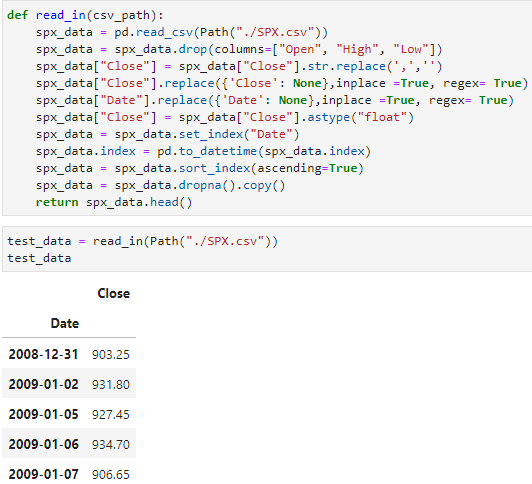 def read_in(csv_path):
    spx_data = pd.read_csv(Path("./SPX.csv"))
    spx_data = spx_data.drop(columns=["Open", "High", "Low"])
    spx_data["Close"] = spx_data["Close"].str.replace(',','')
    spx_data["Close"].replace({'Close': None},inplace =True, regex= True)
    spx_data["Date"].replace({'Date': None},inplace =True, regex= True)
    spx_data["Close"] = spx_data["Close"].astype("float")
    spx_data = spx_data.set_index("Date")
    spx_data.index = pd.to_datetime(spx_data.index)
    spx_data = spx_data.sort_index(ascending=True)
    spx_data = spx_data.dropna().copy()
    return spx_data.head()
test_data = read_in(Path("./SPX.csv"))
test_data
Close
Date
2008-12-31 903.25
2009-01-02 931.80
2009-01-05 927.45
2009-01-06 934.70
2009-01-07 906.65